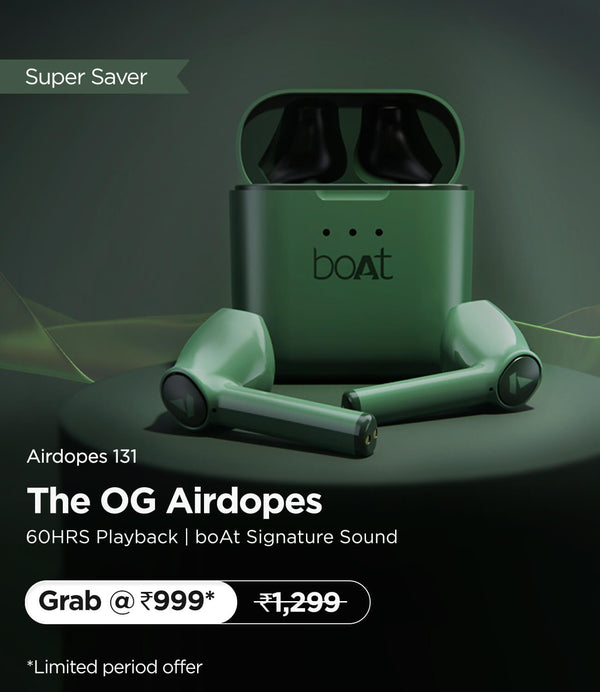 Super Saver
boAt
Airdopes 131
The OG Airdopes
60HRS Playback | boAt Signature Sound
Grab @ ₹999* ₹1,299
*Limited period offer